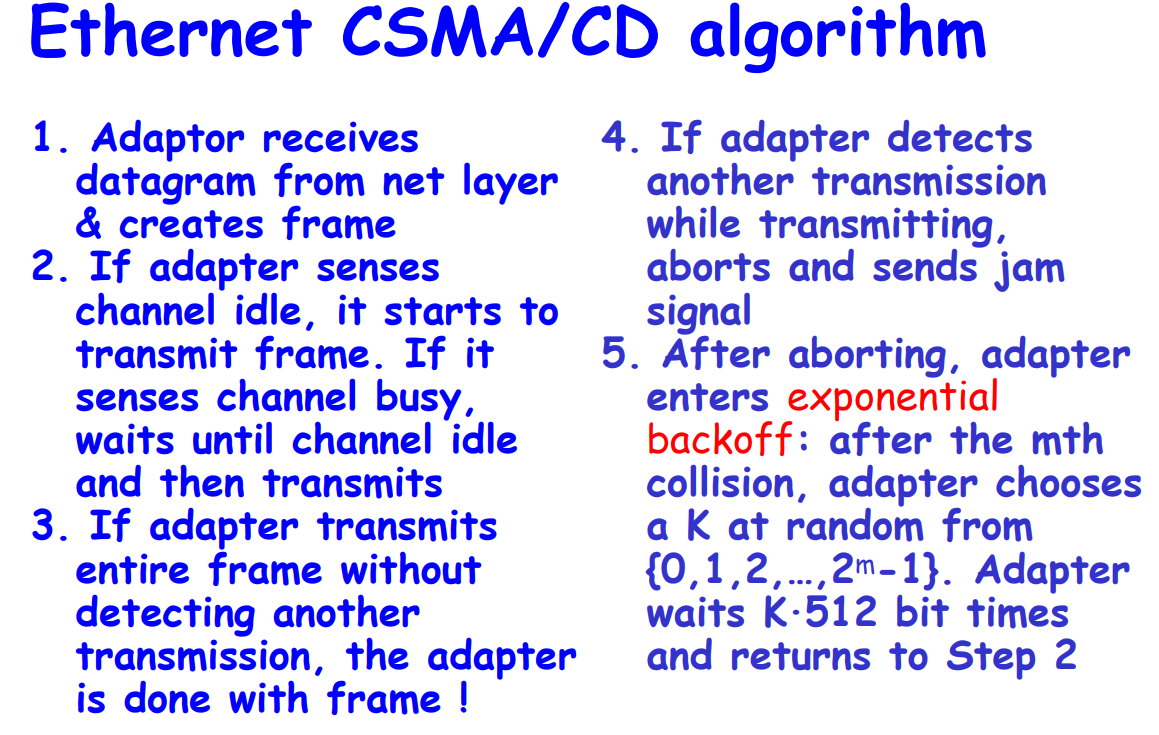 Ethernet CSMA/CD algorithm
1. Adaptor receives
datagram from net layer
& creates frame
2. If adapter senses
channel idle, it starts to
transmit frame. If it
senses channel busy,
waits until channel idle
and then transmits
3. If adapter transmits
entire frame without
detecting another
transmission, the adapter
is done with frame !
4. If adapter detects
another transmission
while transmitting,
aborts and sends jam
signal
5. After aborting, adapter
enters exponential
backoff: after the mth
collision, adapter chooses
a K at random from
{0,1,2,…,2ᵐ-1}. Adapter
waits K·512 bit times
and returns to Step 2